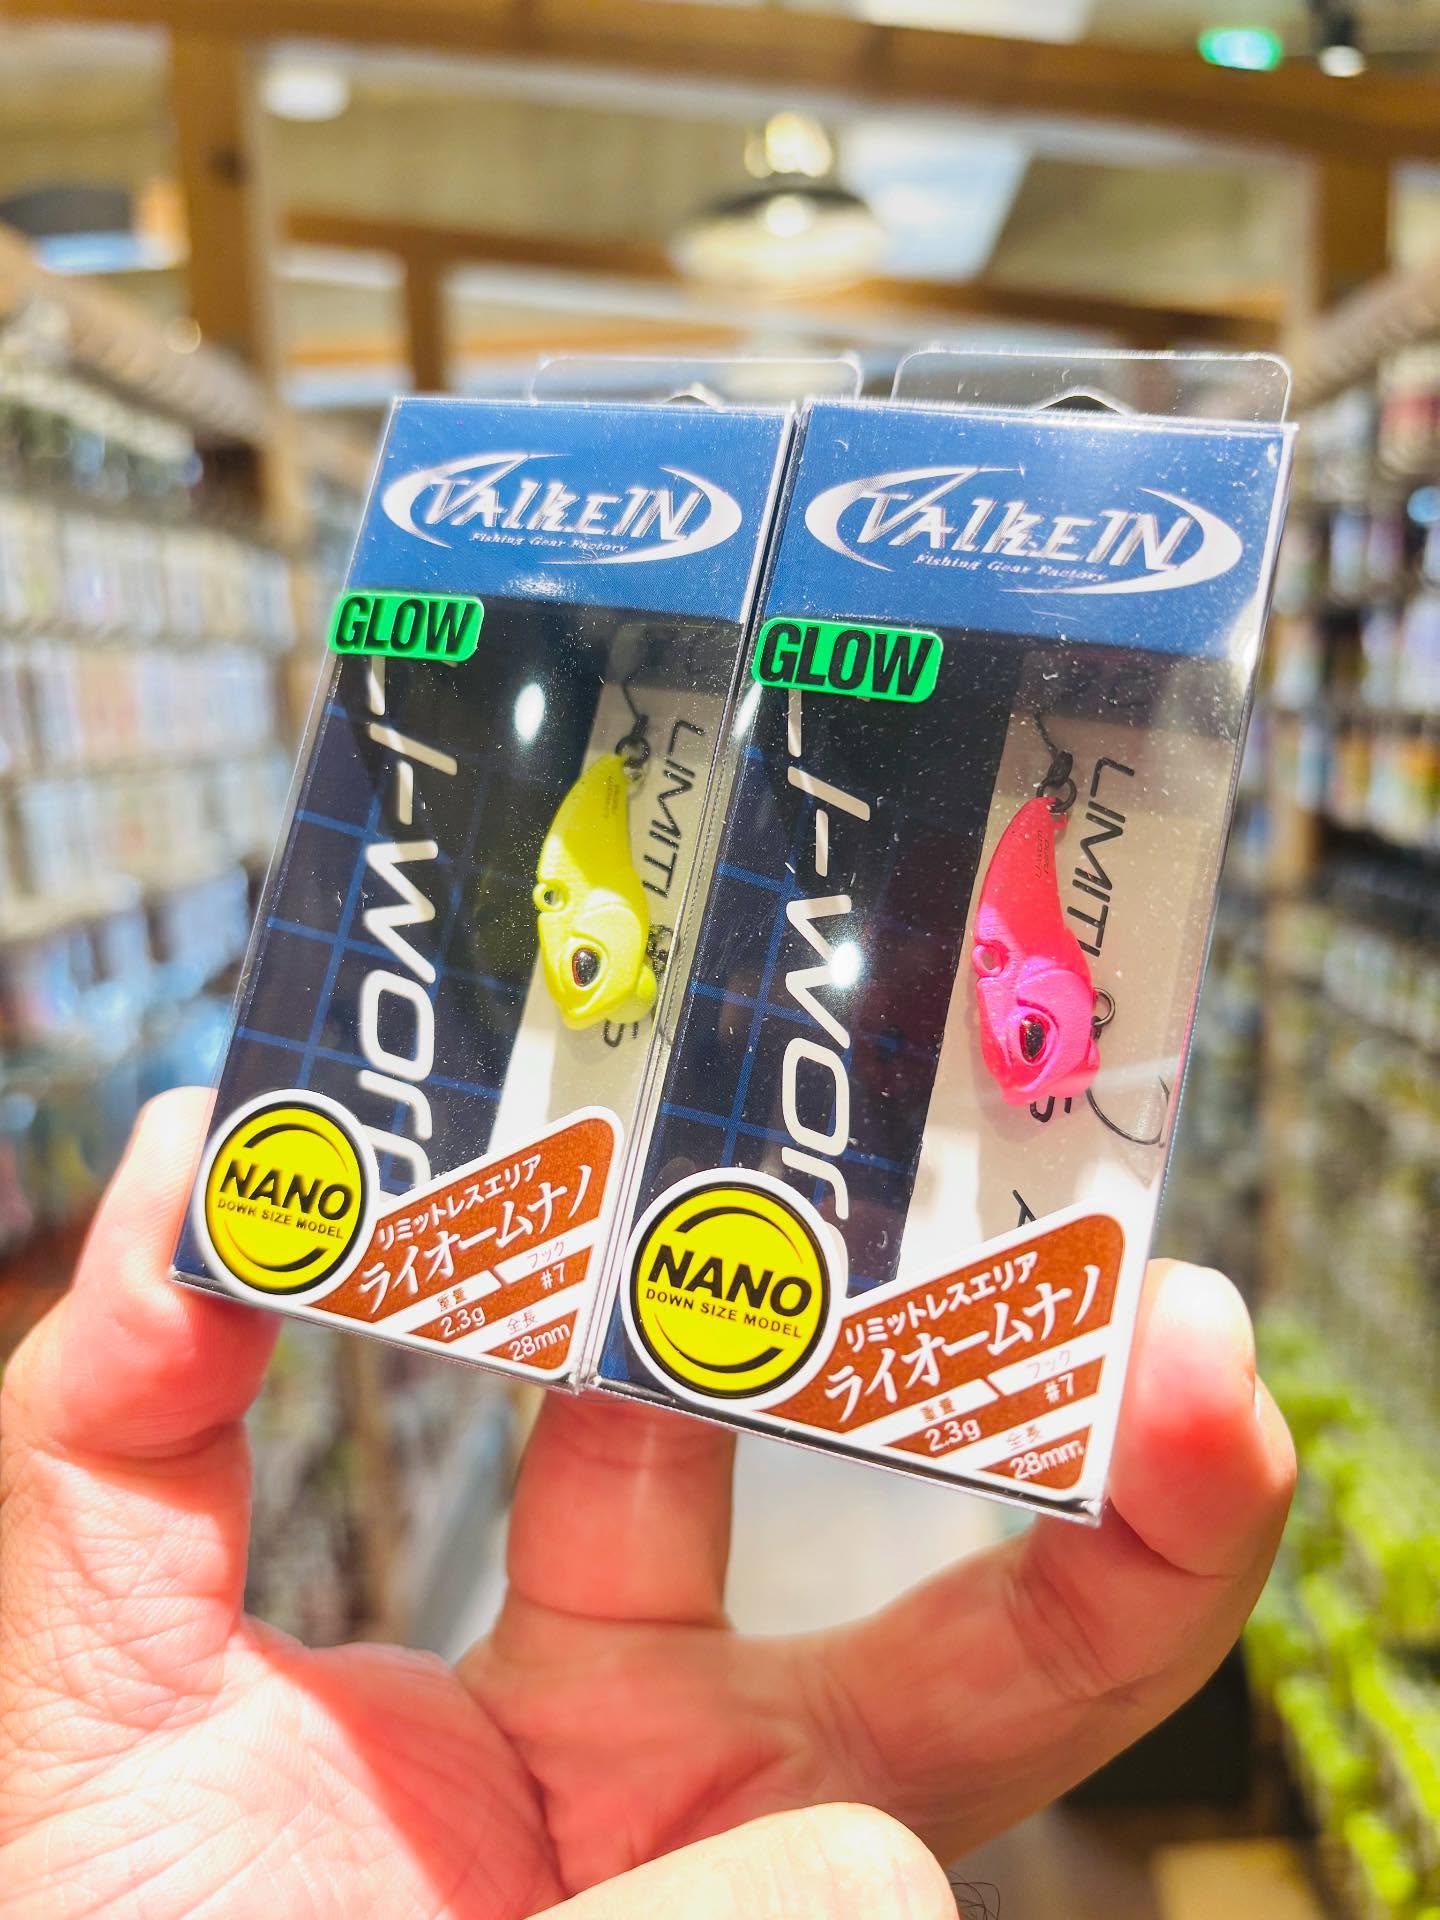 VALKEIN
Fishing Gear Factory
GLOW
LIMITL
NANO
DOWN SIZE MODEL
リミットレスエリア
ライオームナノ
重量
2.3g
フック
#7
全長
28mm
VALKEIN
Fishing Gear Factory
GLOW
LIMITL
NANO
DOWN SIZE MODEL
リミットレスエリア
ライオームナノ
重量
2.3g
フック
#7
全長
28mm